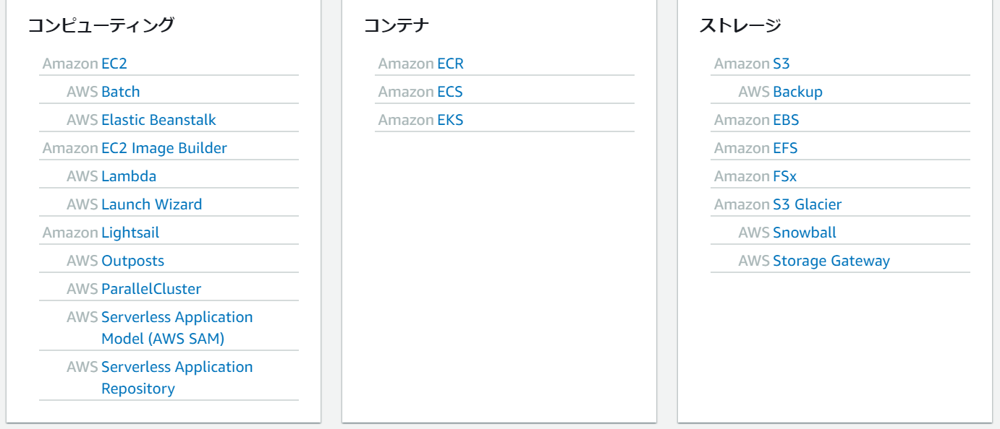 コンピューティング
Amazon EC2
AWS Batch
AWS Elastic Beanstalk
Amazon EC2 Image Builder
AWS Lambda
AWS Launch Wizard
Amazon Lightsail
AWS Outposts
AWS ParallelCluster
AWS Serverless Application
Model (AWS SAM)
AWS Serverless Application
Repository
コンテナ
Amazon ECR
Amazon ECS
Amazon EKS
ストレージ
Amazon S3
AWS Backup
Amazon EBS
Amazon EFS
Amazon FSx
Amazon S3 Glacier
AWS Snowball
AWS Storage Gateway